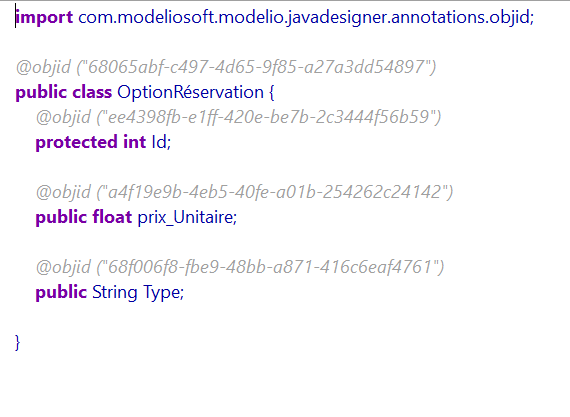 import com.modeliosoft.modelio.javadesigner.annotations.objid;
@objid ("68065abf-c497-4d65-9f85-a27a3dd54897")
public class OptionRéservation {
@objid ("ee4398fb-e1ff-420e-be7b-2c3444f56b59")
protected int Id;
@objid ("a4f19e9b-4eb5-40fe-a01b-254262c24142")
public float prix_Unitaire;
@objid ("68f006f8-fbe9-48bb-a871-416c6eaf4761")
public String Type;
}